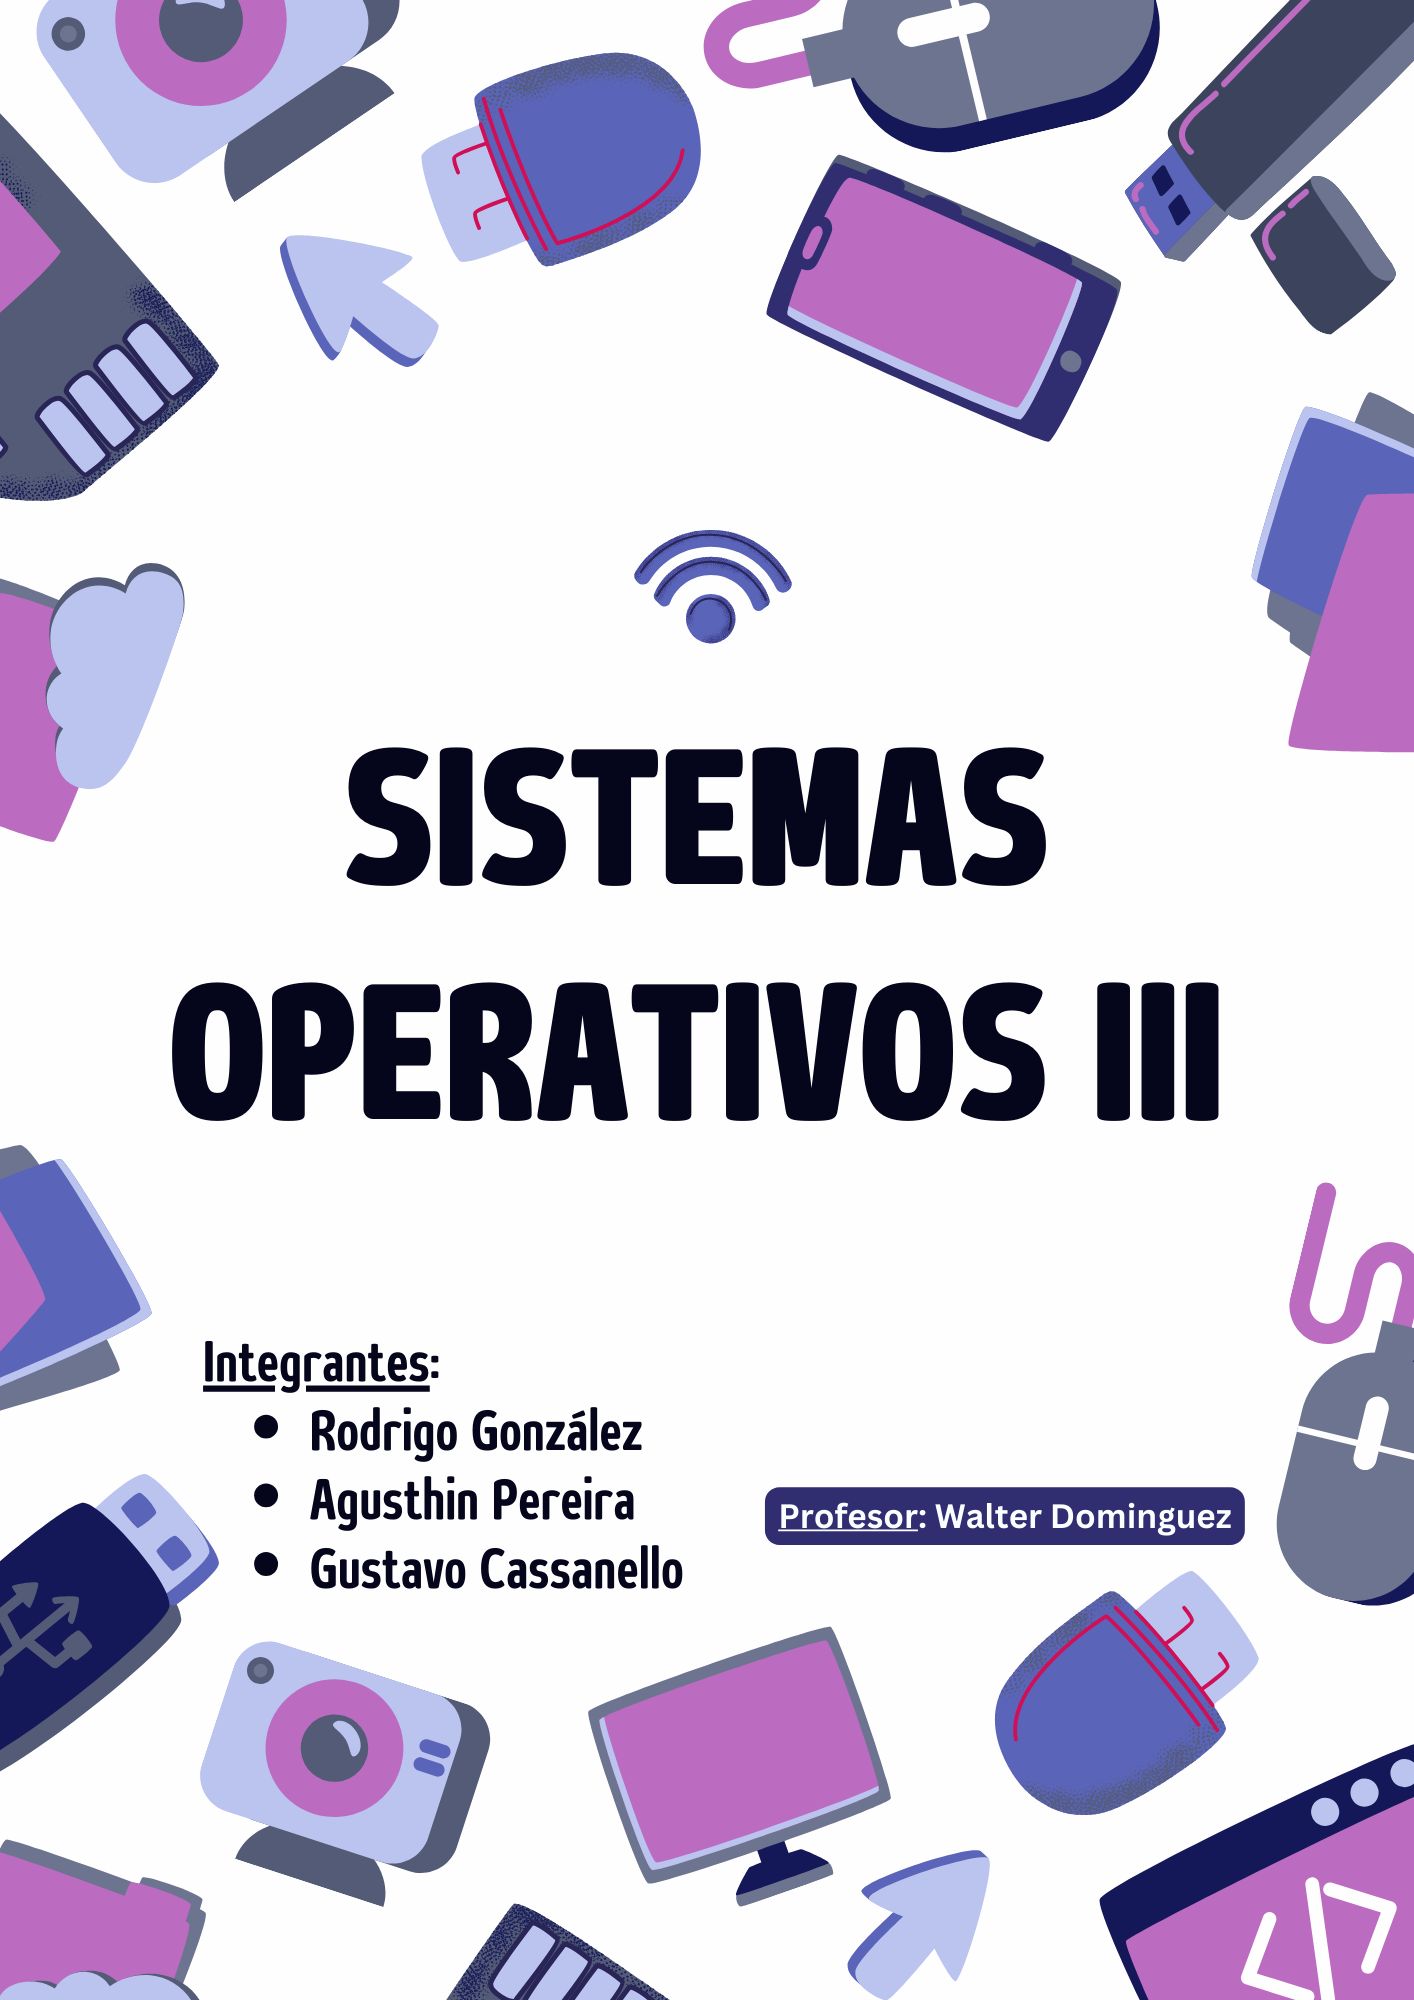 SISTEMAS
OPERATIVOS III
Integrantes:
Rodrigo González
Agusthin Pereira
Gustavo Cassanello
Profesor: Walter Dominguez